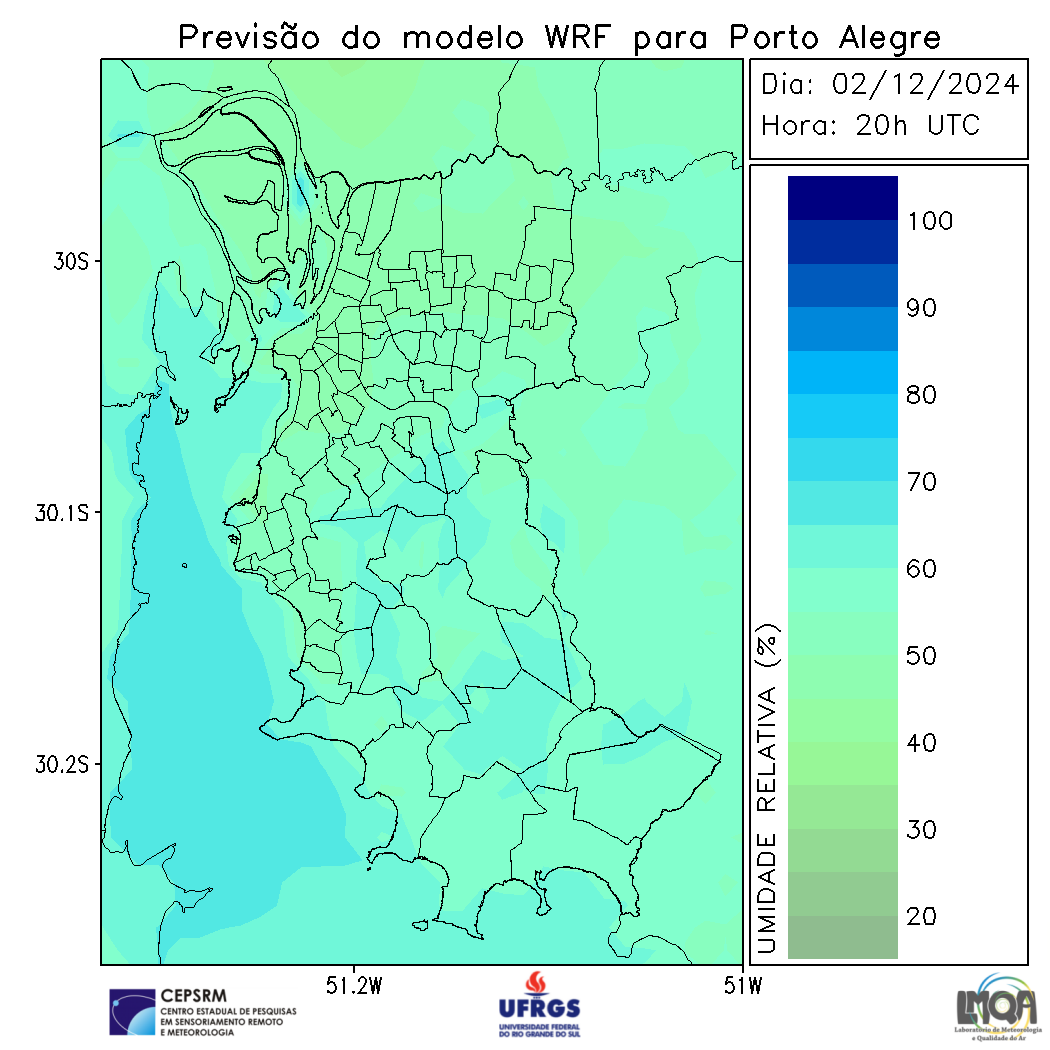 Previsão do modelo WRF para Porto Alegre
Dia: 02/12/2024
Hora: 20h UTC
100
90
80
70
60
50
40
30
20
UMIDADE RELATIVA (%)
30S
30.1S
30.2S
51.2W
51W
CEPSRM
CENTRO ESTADUAL DE PESQUISAS
EM SENSORIAMENTO REMOTO
E METEOROLOGIA
UFRGS
UNIVERSIDADE FEDERAL
DO RIO GRANDE DO SUL
LMQA
Laboratório de Meteorologia
e Qualidade do Ar